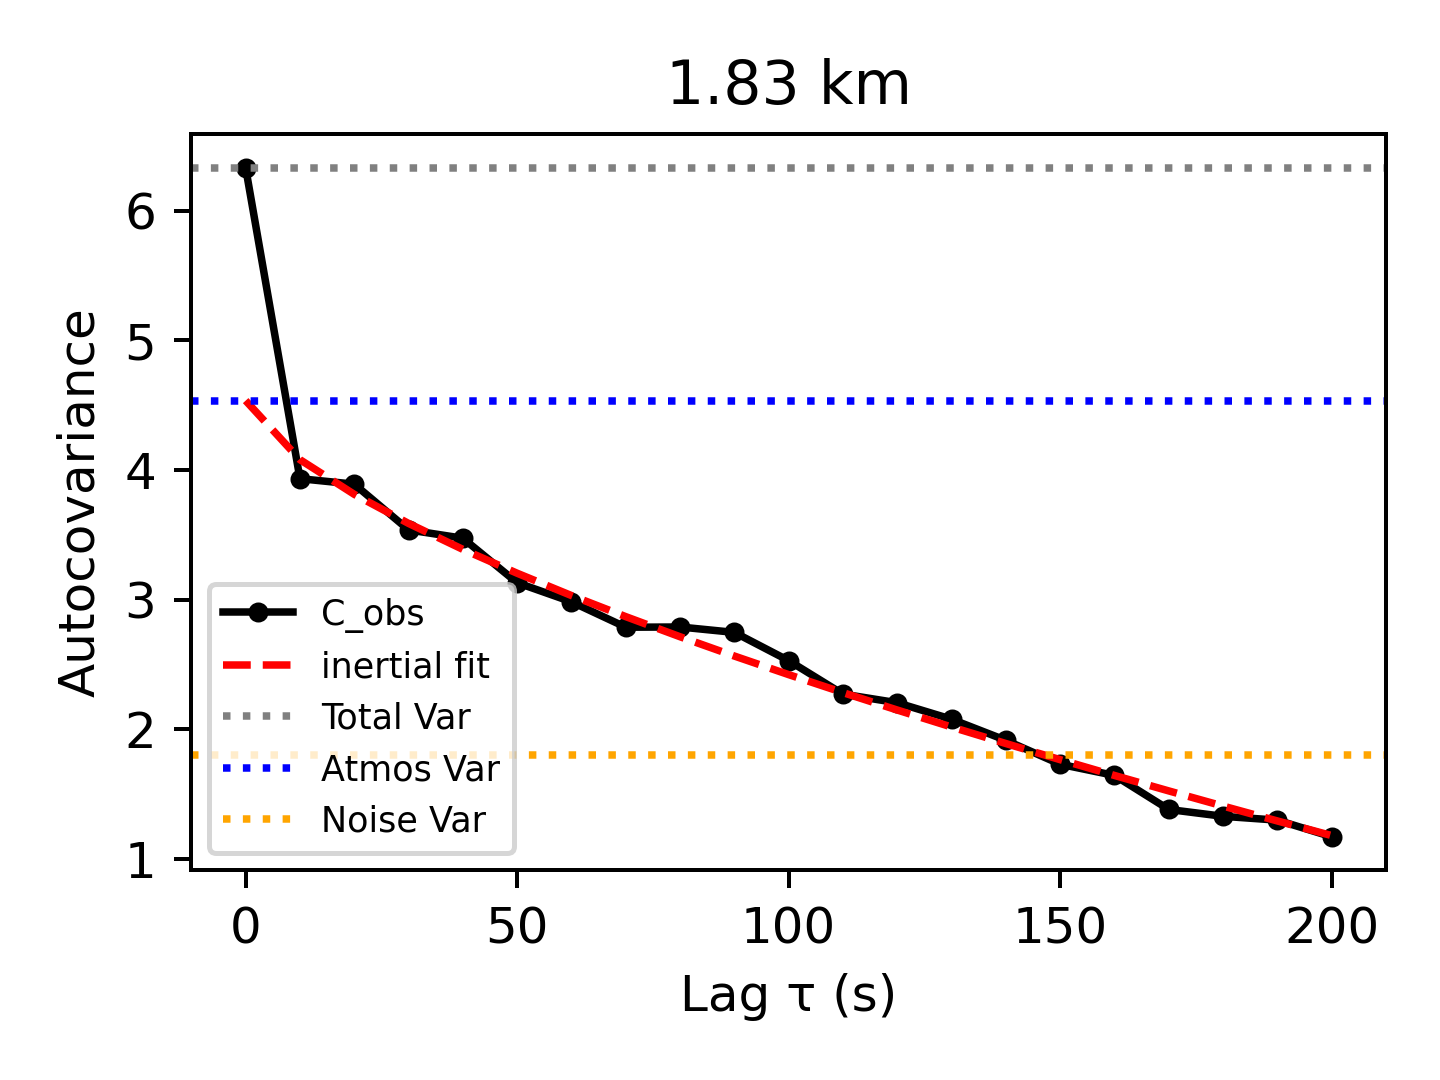 1.83 km
Autocovariance
6
5
4
3
2
1
C_obs
inertial fit
Total Var
Atmos Var
Noise Var
0 50 100 150 200
Lag τ (s)